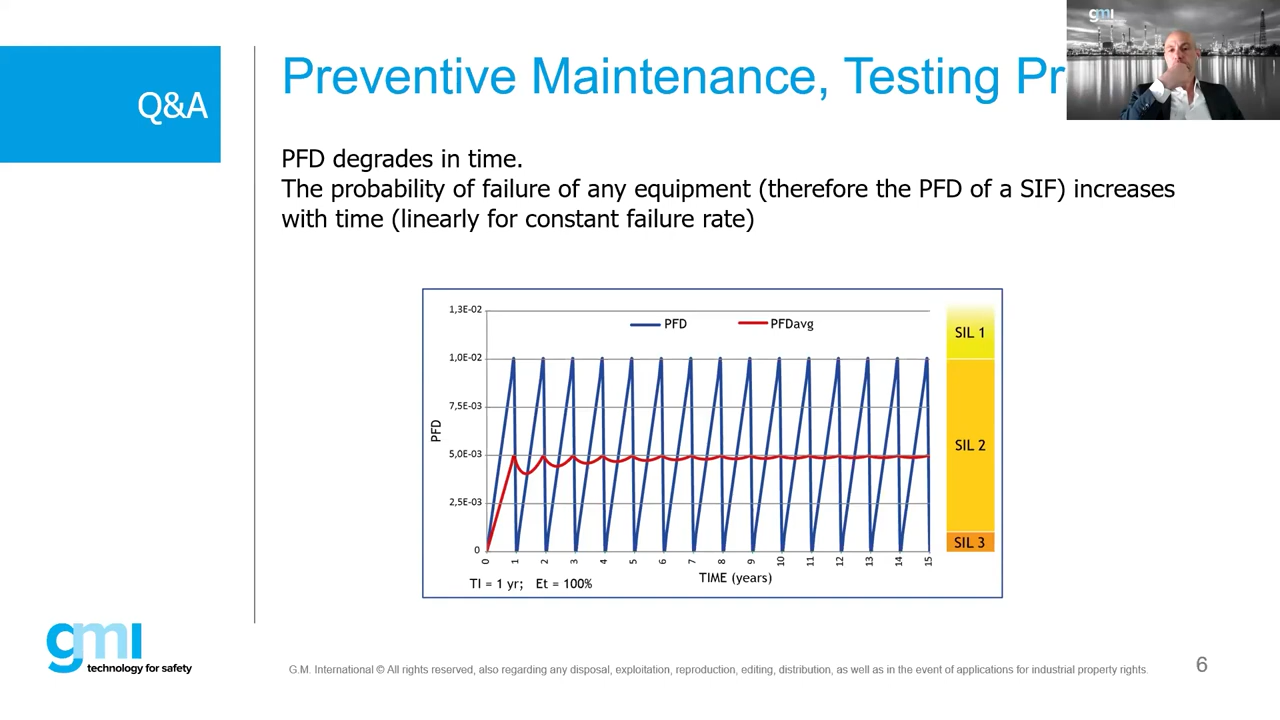 Q&A
Preventive Maintenance, Testing Pr
gmi
PFD degrades in time.
The probability of failure of any equipment (therefore the PFD of a SIF) increases
with time (linearly for constant failure rate)
1,3E-02
1,0E-02
7,5E-03
5,0E-03
2,5E-03
0
PFD
PFD
PFDavg
SIL 1
SIL 2
SIL 3
0 1 2 3 4 5 6 7 8 9 10 11 12 13 14 15
TIME (years)
TI = 1 yr; Et = 100%
gmi
technology for safety
G.M. International © All rights reserved, also regarding any disposal, exploitation, reproduction, editing, distribution, as well as in the event of applications for industrial property rights.
6